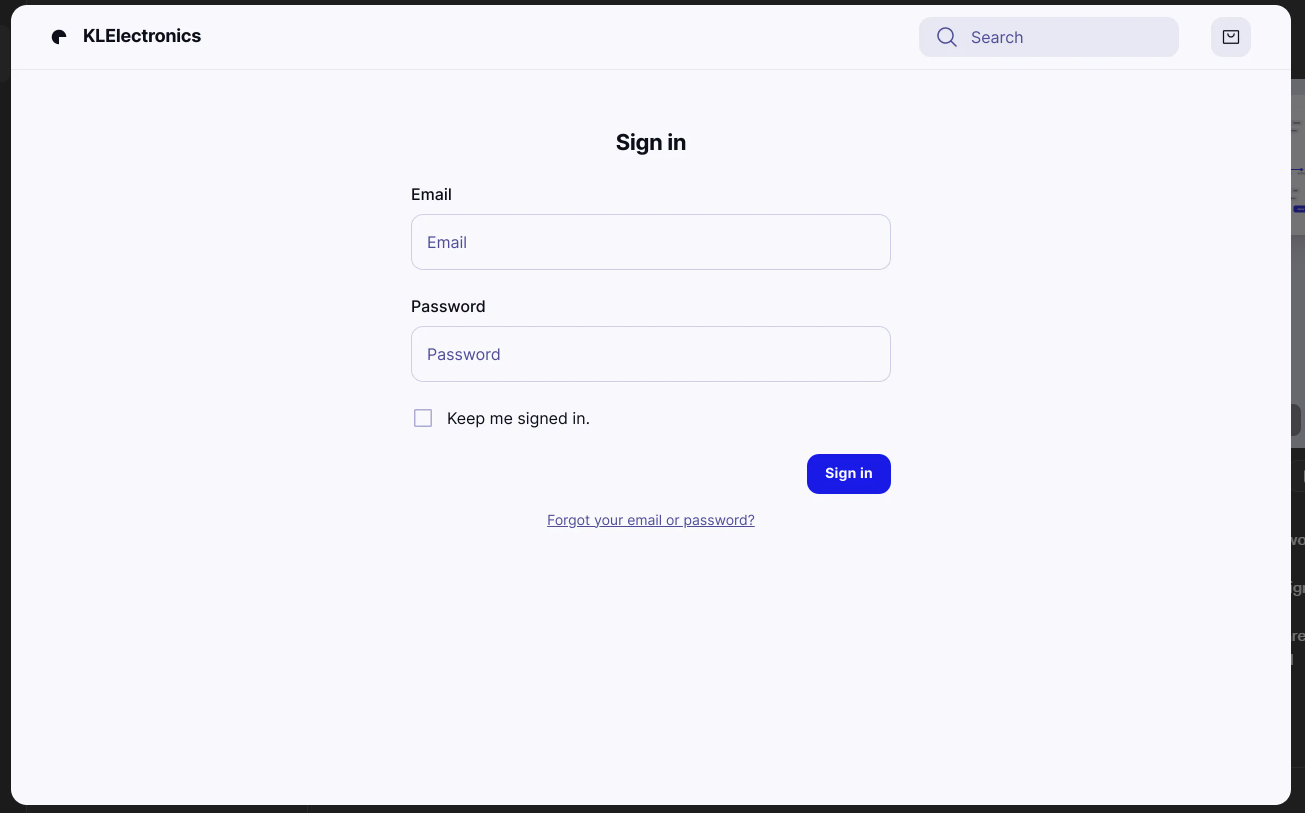 KLElectronics
Search
Sign in
Email
Email
Password
Password
Keep me signed in.
Sign in
Forgot your email or password?